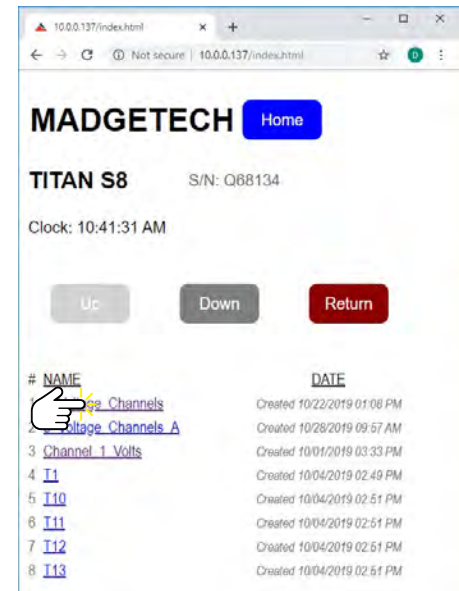 10.0.0.137/index.html
Not secure | 10.0.0.137/index.html
D
MADGETECH Home
TITAN S8 S/N: Q68134
Clock: 10:41:31 AM
Up Down Return
# NAME DATE
Channels Created 10/22/2019 01:08 PM
2 Voltage Channels A Created 10/28/2019 09:57 AM
3 Channel 1 Volts Created 10/01/2019 03:33 PM
4 T1 Created 10/04/2019 02:49 PM
5 T10 Created 10/04/2019 02:51 PM
6 T11 Created 10/04/2019 02:51 PM
7 T12 Created 10/04/2019 02:51 PM
8 T13 Created 10/04/2019 02:51 PM